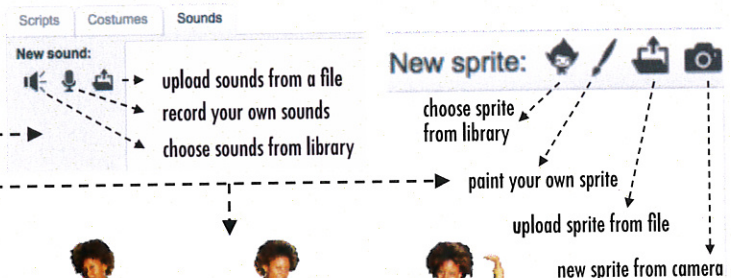 Scripts Costumes Sounds
New sound:
upload sounds from a file
record your own sounds
choose sounds from library
New sprite:
choose sprite
from library
paint your own sprite
upload sprite from file
new sprite from camera